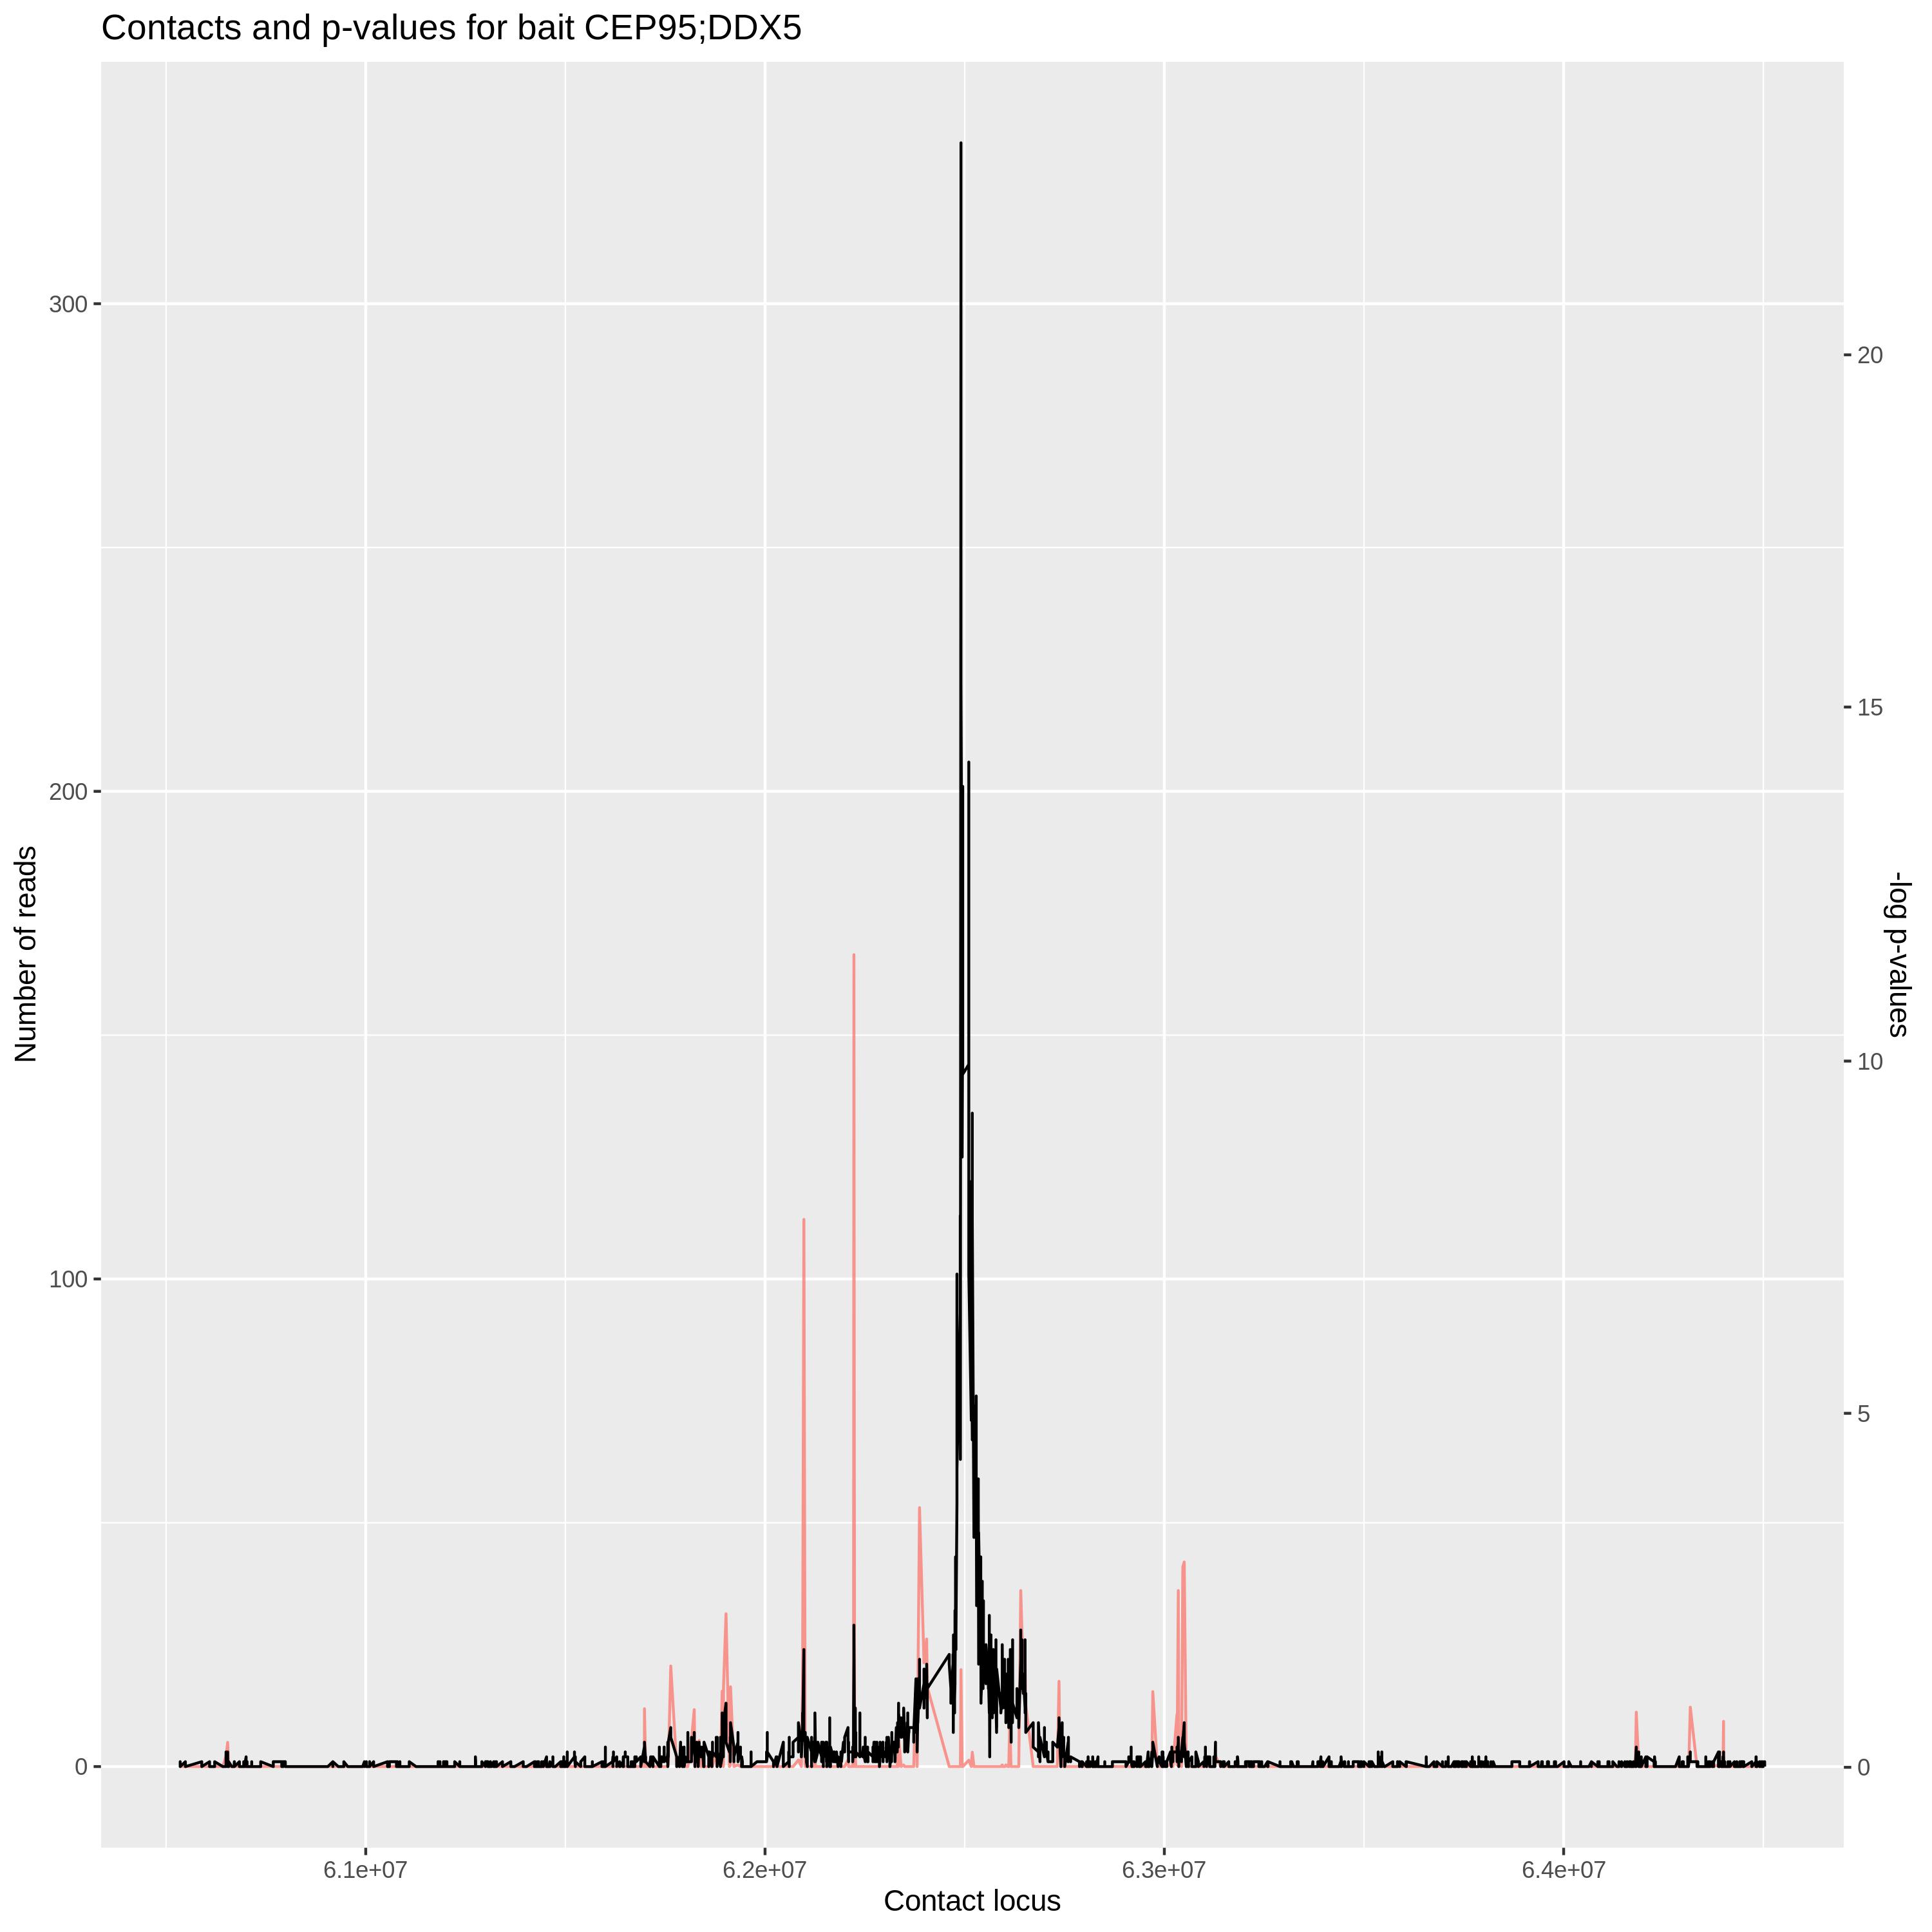 Contacts and p-values for bait CEP95;DDX5
300
200
100
0
Number of reads
20
15
10
5
0
-log p-values
6.1e+07 6.2e+07 6.3e+07 6.4e+07
Contact locus